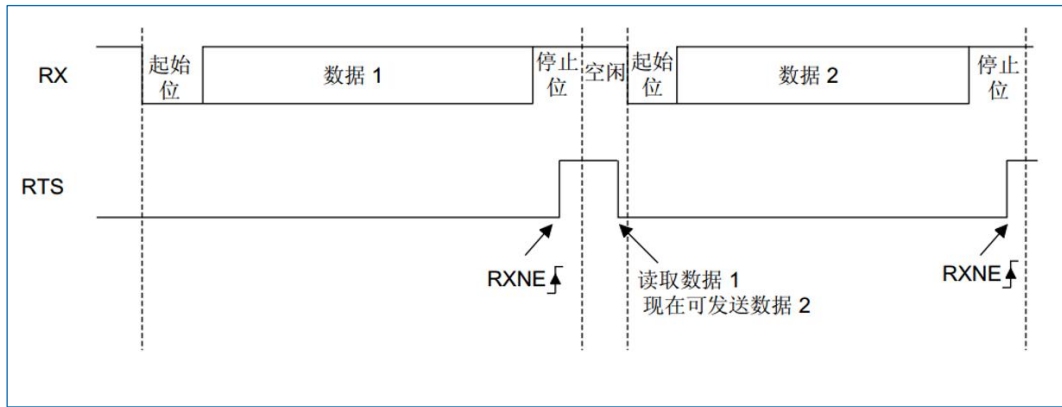 RX
起始
位
数据 1
停止
位
空闲
起始
位
数据 2
停止
位
RTS
RXNE
读取数据 1
现在可发送数据 2
RXNE